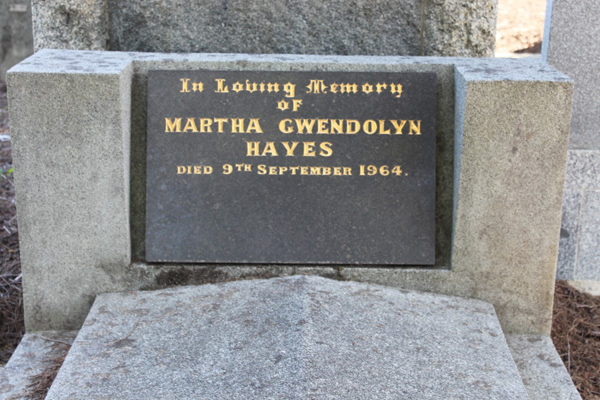 In Loving Memory
of
MARTHA GWENDOLYN
HAYES
DIED 9TH SEPTEMBER 1964.